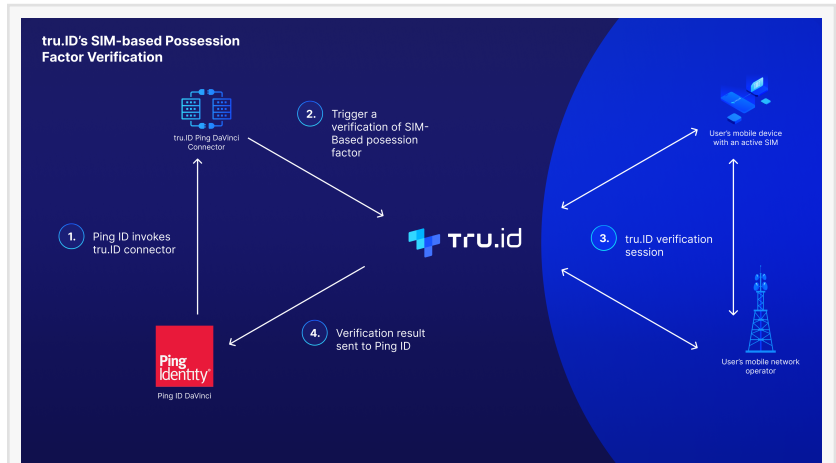 tru.ID's SIM-based Possession
Factor Verification
tru.ID Ping DaVinci
Connector
2.
Trigger a
verification of SIM-
Based posession
factor
User's mobile device
with an active SIM
1.
Ping ID invokes
tru.ID connector
tru.id
3.
tru.ID verification
session
4.
Verification result
sent to Ping ID
Ping
Identity®
Ping ID DaVinci
User's mobile network
operator